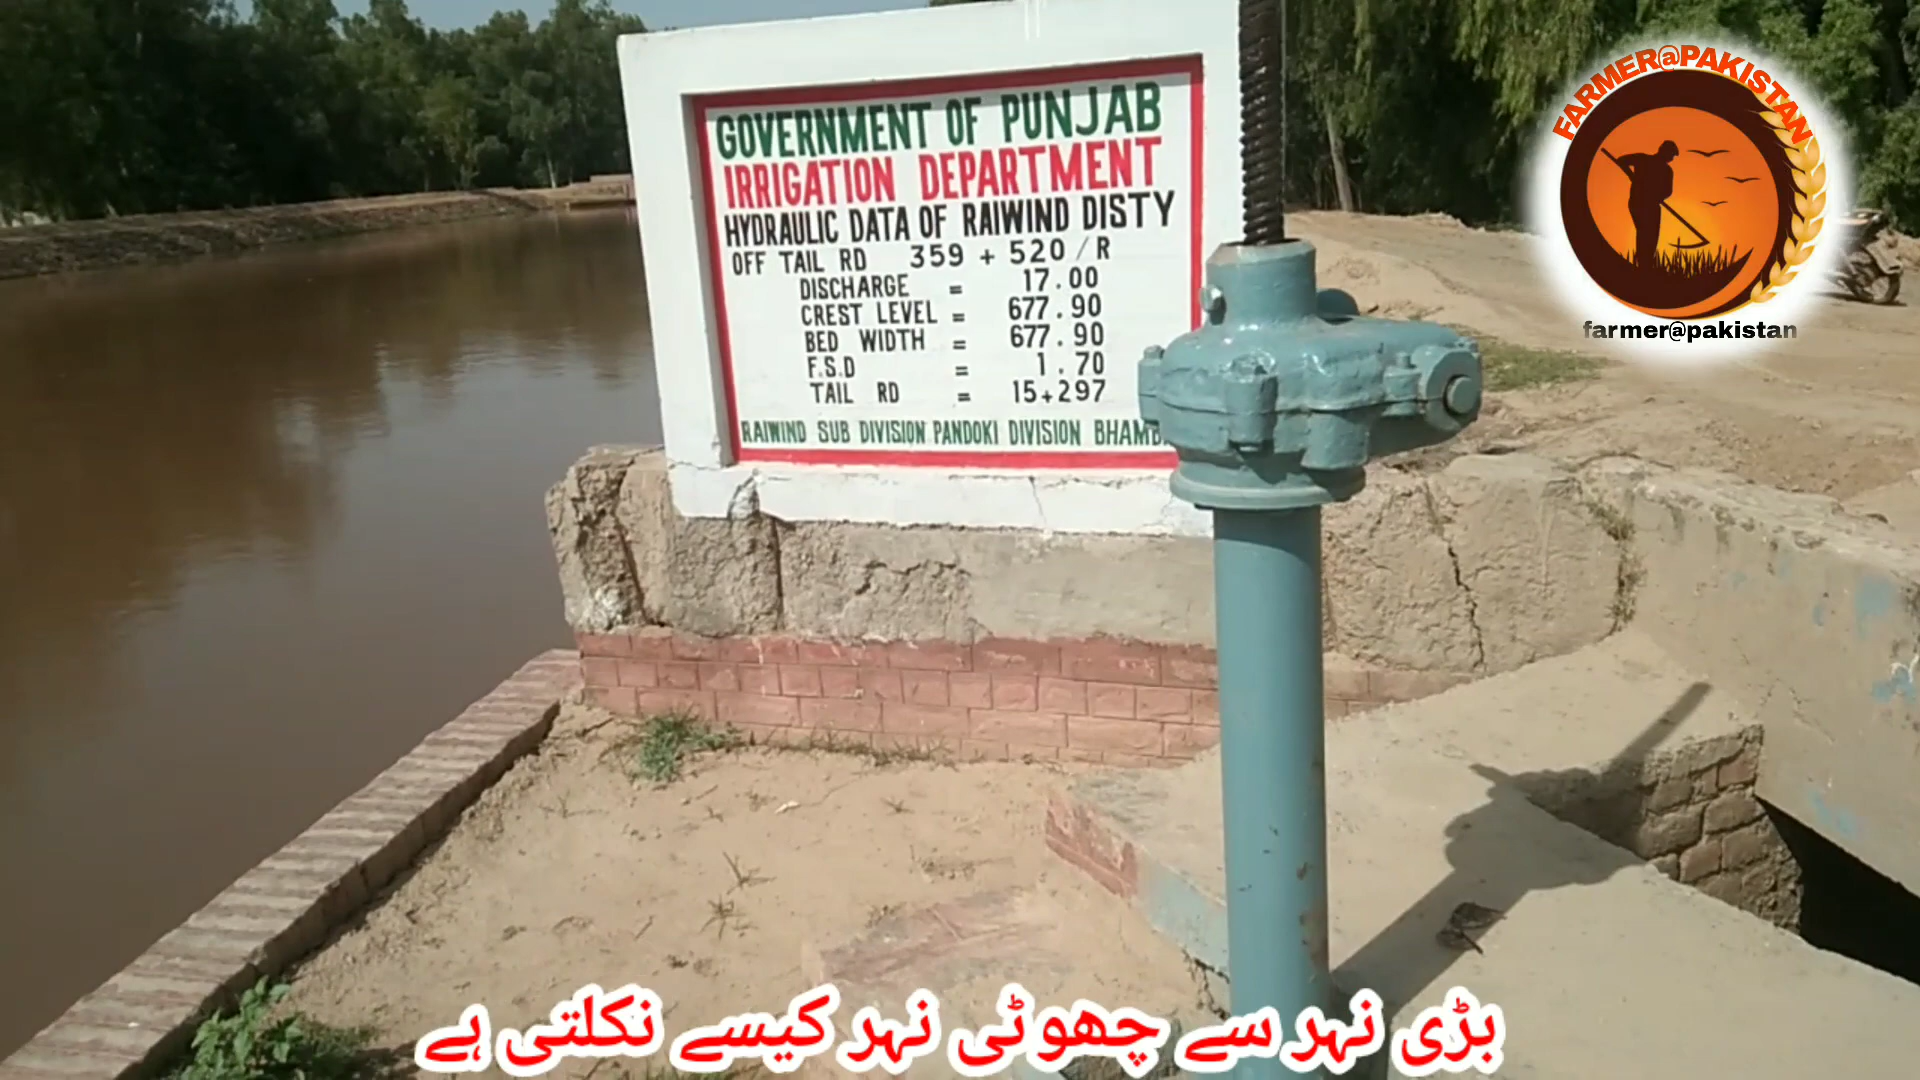 GOVERNMENT OF PUNJAB
IRRIGATION DEPARTMENT
HYDRAULIC DATA OF RAIWIND DISTY
OFF TAIL RD 359 + 520 / R
DISCHARGE = 17.00
CREST LEVEL = 677.90
BED WIDTH = 677.90
F.S.D = 1.70
TAIL RD = 15+297
RAIWIND SUB DIVISION PANDOKI DIVISION
FARMER@PAKISTAN
farmer@pakistan
بڑی نہر سے چھوٹی نہر کیسے نکلتی ہے